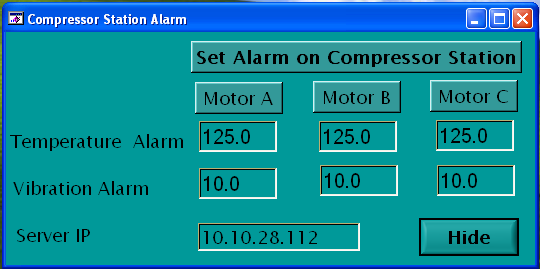 Compressor Station Alarm
Set Alarm on Compressor Station
Motor A Motor B Motor C
Temperature Alarm 125.0 125.0 125.0
Vibration Alarm 10.0 10.0 10.0
Server IP 10.10.28.112 Hide